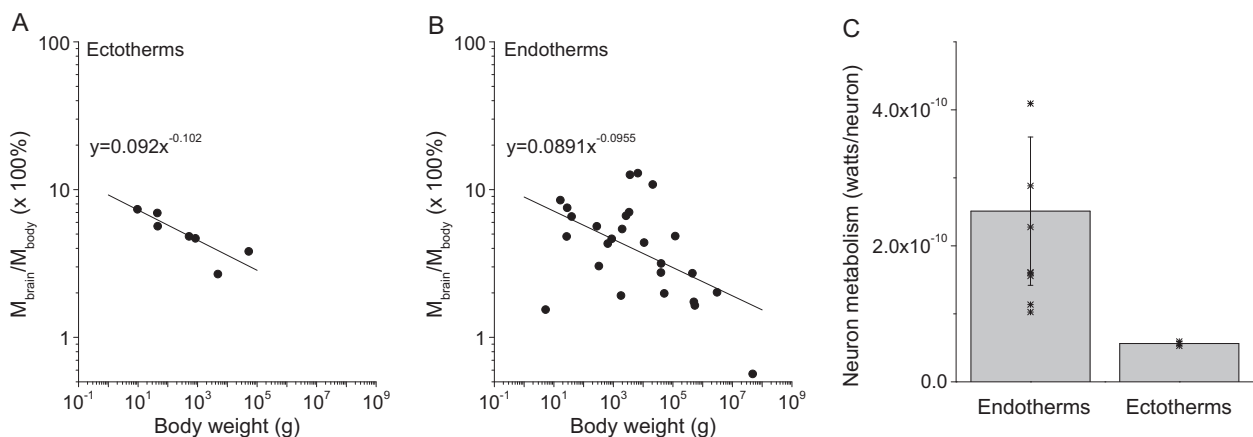 A
Ectotherms
y=0.092x^-0.102
100
10
1
M_brain/M_body (x 100%)
10^-1 10^1 10^3 10^5 10^7 10^9
Body weight (g)
B
Endotherms
y=0.0891x^-0.0955
100
10
1
M_brain/M_body (x 100%)
10^-1 10^1 10^3 10^5 10^7 10^9
Body weight (g)
C
Neuron metabolism (watts/neuron)
4.0x10^-10
2.0x10^-10
0.0
Endotherms Ectotherms